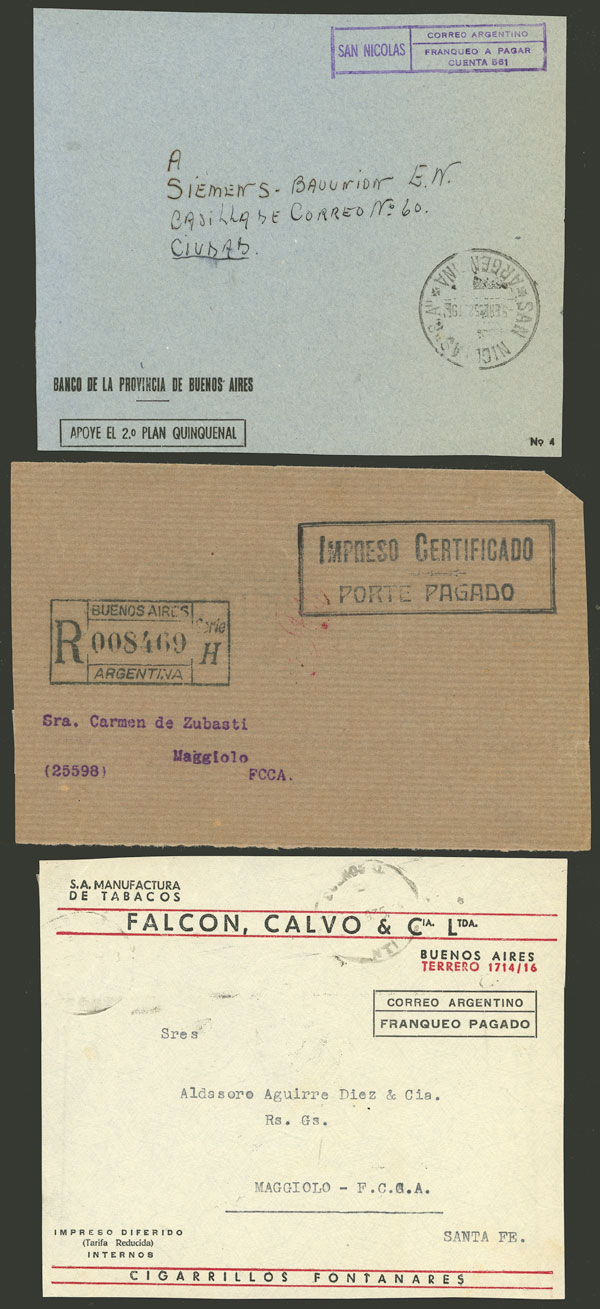 SAN NICOLAS
CORREO ARGENTINO
FRANQUEO A PAGAR
CUENTA 561
A
SIEMENS - BAUUNION E.N.
CASILLA DE CORREO No 60.
CIUDAD.
SAN NICOLAS
ARGENTINA
BANCO DE LA PROVINCIA DE BUENOS AIRES
APOYE EL 2.o PLAN QUINQUENAL
No 4
IMPRESO CERTIFICADO
PORTE PAGADO
BUENOS AIRES
R 008469 Serie H
ARGENTINA
Sra. Carmen de Zubasti
Maggiolo
(25598) FCCA.
S.A. MANUFACTURA
DE TABACOS
FALCON, CALVO & CIA. LTDA.
BUENOS AIRES
TERRERO 1714/16
CORREO ARGENTINO
FRANQUEO PAGADO
Sres
Aldasoro Aguirre Diez & Cia.
Rs. Gs.
MAGGIOLO - F.C.G.A.
SANTA FE.
IMPRESO DIFERIDO
(Tarifa Reducida)
INTERNOS
CIGARRILLOS FONTANARES